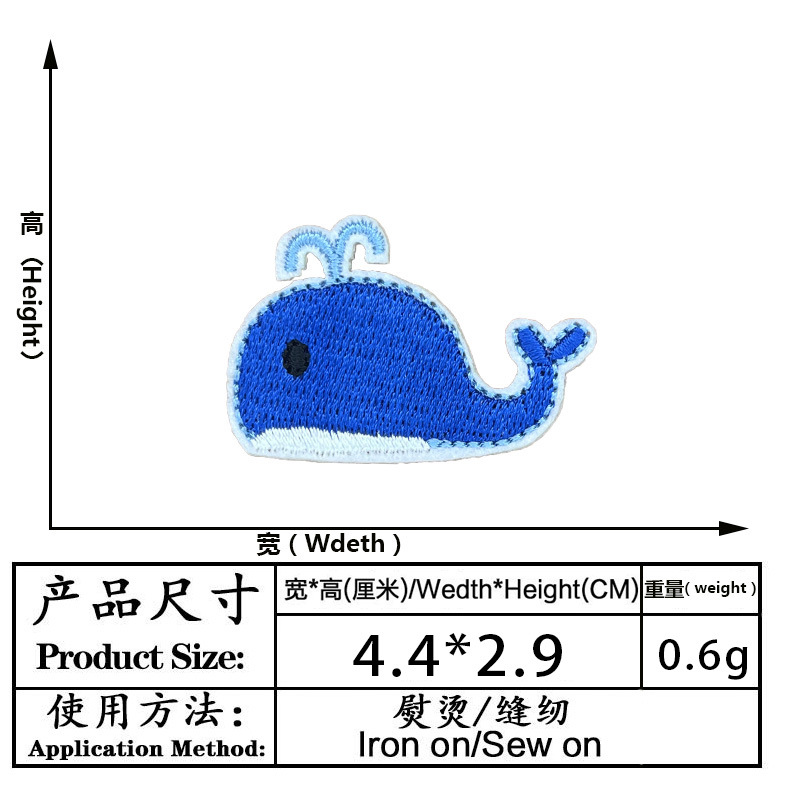 高（Height）
宽（Wdeth）
产品尺寸
Product Size:
宽*高(厘米)/Wedth*Height(CM)
重量( weight )
4.4*2.9
0.6g
使用方法：
Application Method:
熨烫/缝纫
Iron on/Sew on